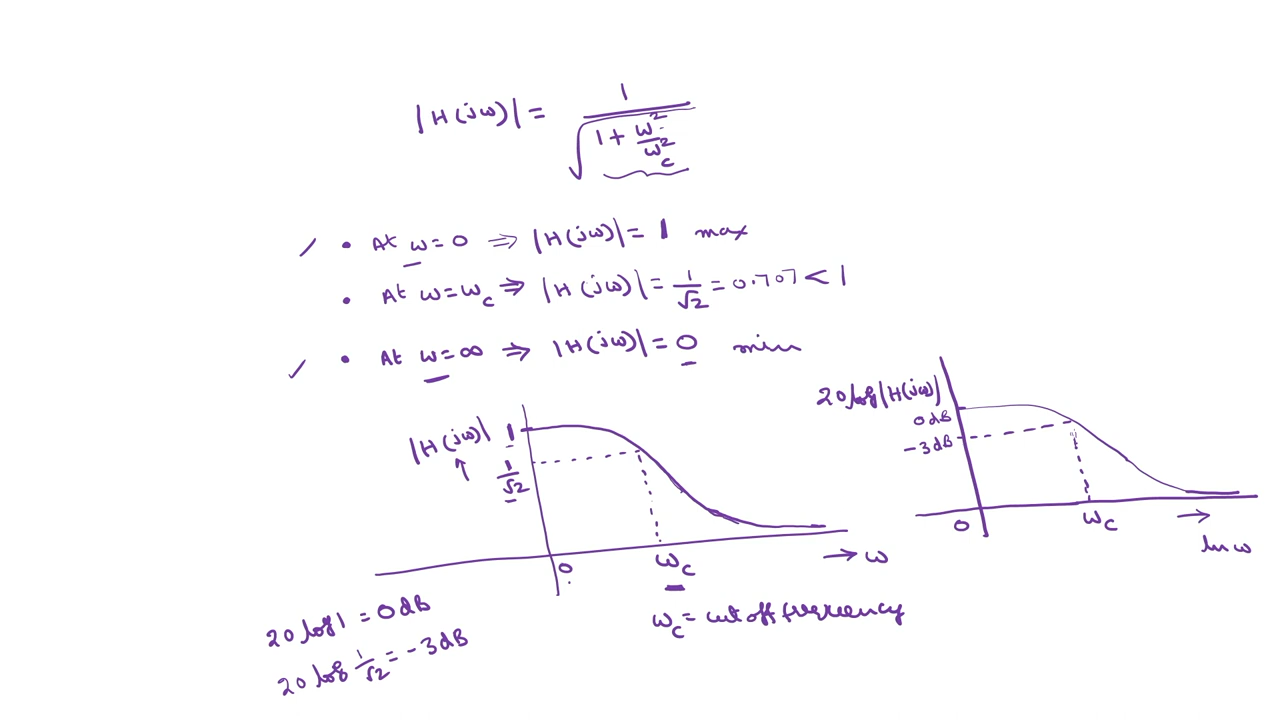 |H(jω)| = 1 / √(1 + ω²/ω_c²)
• At ω = 0 ⇒ |H(jω)| = 1 max
• At ω = ω_c ⇒ |H(jω)| = 1/√2 = 0.707 < 1
• At ω = ∞ ⇒ |H(jω)| = 0 min
|H(jω)|
1
1/√2
0
ω_c
→ ω
ω_c = cut off frequency
20 log|H(jω)|
0 dB
-3 dB
0
ω_c
→
ln ω
20 log 1 = 0 dB
20 log 1/√2 = -3 dB